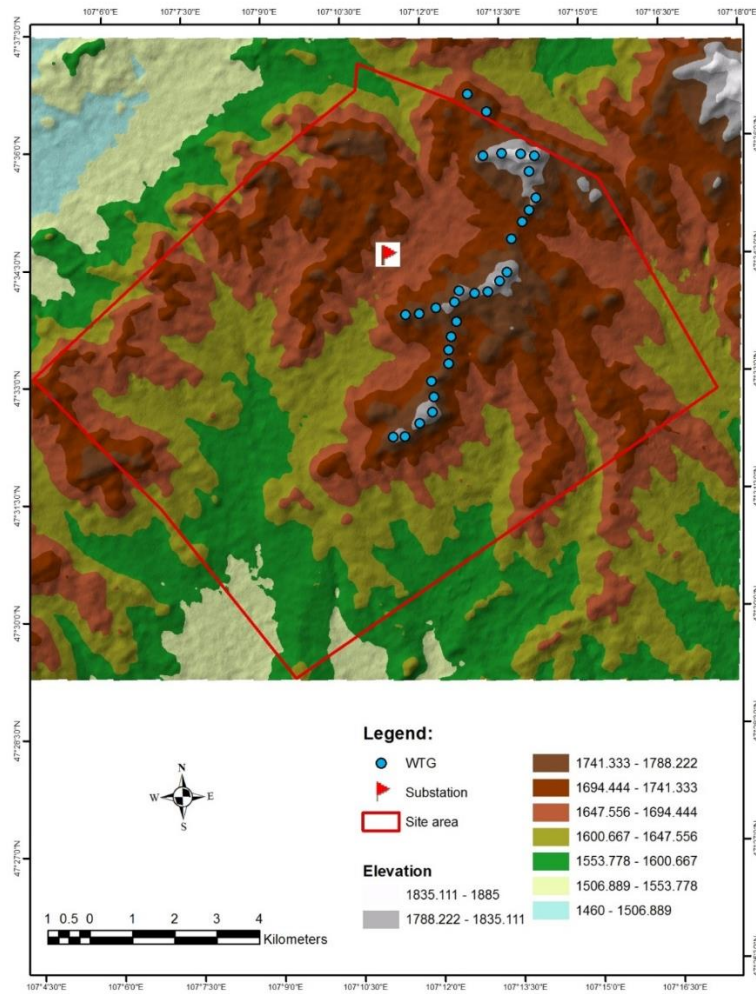 107°6'0"E 107°7'30"E 107°9'0"E 107°10'30"E 107°12'0"E 107°13'30"E 107°15'0"E 107°16'30"E 107°18'0"E
47°37'30"N
47°36'0"N
47°34'30"N
47°33'0"N
47°31'30"N
47°30'0"N
47°28'30"N
47°27'0"N
N
W E
S
1 0.5 0 1 2 3 4
Kilometers
Legend:
WTG
Substation
Site area
Elevation
1835.111 - 1885
1788.222 - 1835.111
1741.333 - 1788.222
1694.444 - 1741.333
1647.556 - 1694.444
1600.667 - 1647.556
1553.778 - 1600.667
1506.889 - 1553.778
1460 - 1506.889
107°4'30"E 107°6'0"E 107°7'30"E 107°9'0"E 107°10'30"E 107°12'0"E 107°13'30"E 107°15'0"E 107°16'30"E